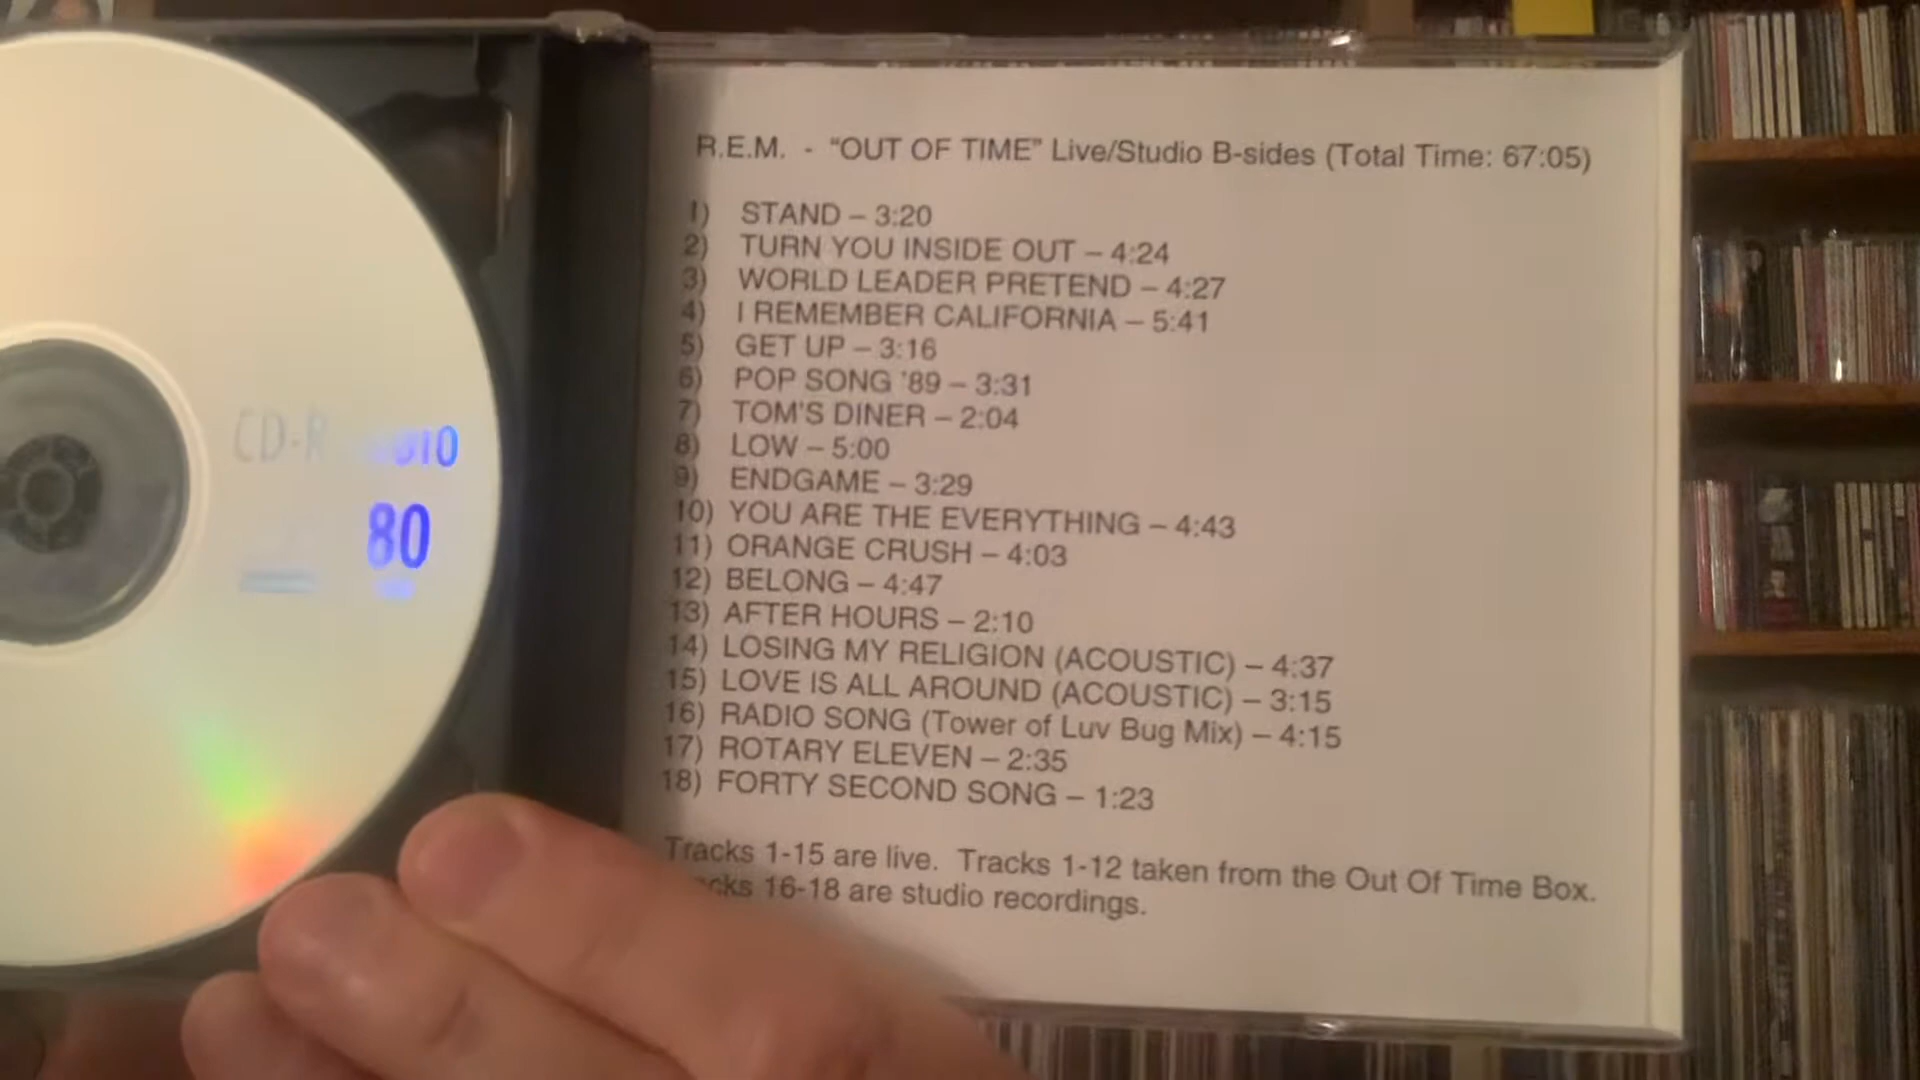 R.E.M. - “OUT OF TIME” Live/Studio B-sides (Total Time: 67:05)
1) STAND – 3:20
2) TURN YOU INSIDE OUT – 4:24
3) WORLD LEADER PRETEND – 4:27
4) I REMEMBER CALIFORNIA – 5:41
5) GET UP – 3:16
6) POP SONG '89 – 3:31
7) TOM'S DINER – 2:04
8) LOW – 5:00
9) ENDGAME – 3:29
10) YOU ARE THE EVERYTHING – 4:43
11) ORANGE CRUSH – 4:03
12) BELONG – 4:47
13) AFTER HOURS – 2:10
14) LOSING MY RELIGION (ACOUSTIC) – 4:37
15) LOVE IS ALL AROUND (ACOUSTIC) – 3:15
16) RADIO SONG (Tower of Luv Bug Mix) – 4:15
17) ROTARY ELEVEN – 2:35
18) FORTY SECOND SONG – 1:23
Tracks 1-15 are live. Tracks 1-12 taken from the Out Of Time Box.
16-18 are studio recordings.
CD-R
80